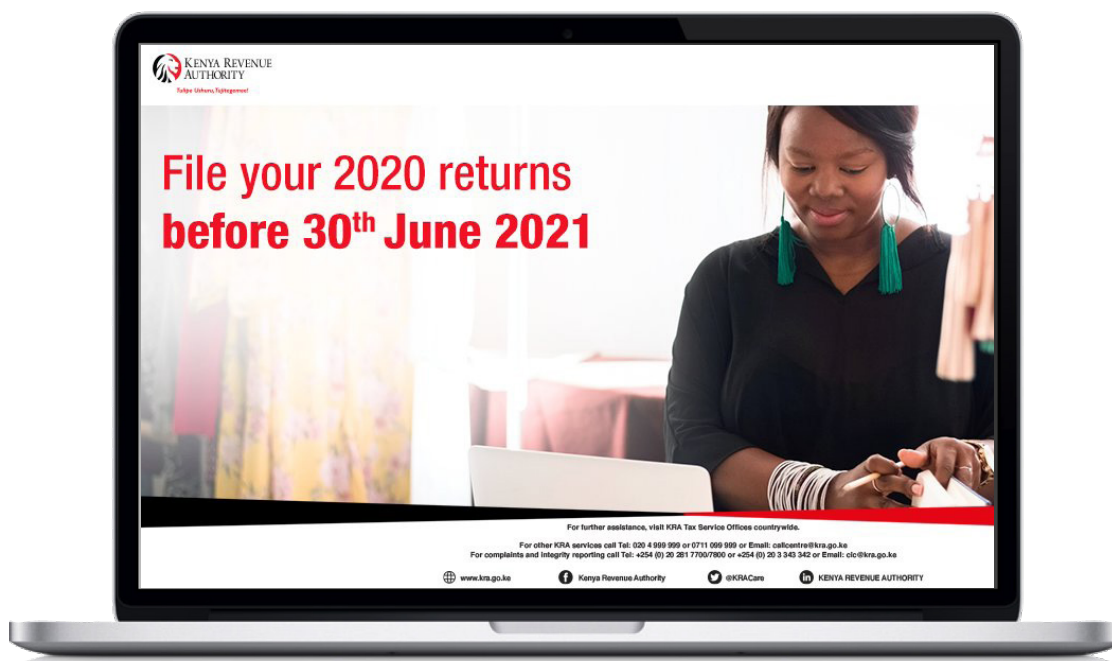 KENYA REVENUE
AUTHORITY
Tulipe Ushuru, Tujitegemee!
File your 2020 returns
before 30th June 2021
For further assistance, visit KRA Tax Service Offices countrywide.
For other KRA services call Tel: 020 4 999 999 or 0711 099 999 or Email: callcentre@kra.go.ke
For complaints and integrity reporting call Tel: +254 (0) 20 281 7700/7800 or +254 (0) 20 3 343 342 or Email: cic@kra.go.ke
www.kra.go.ke
Kenya Revenue Authority
@KRACare
KENYA REVENUE AUTHORITY